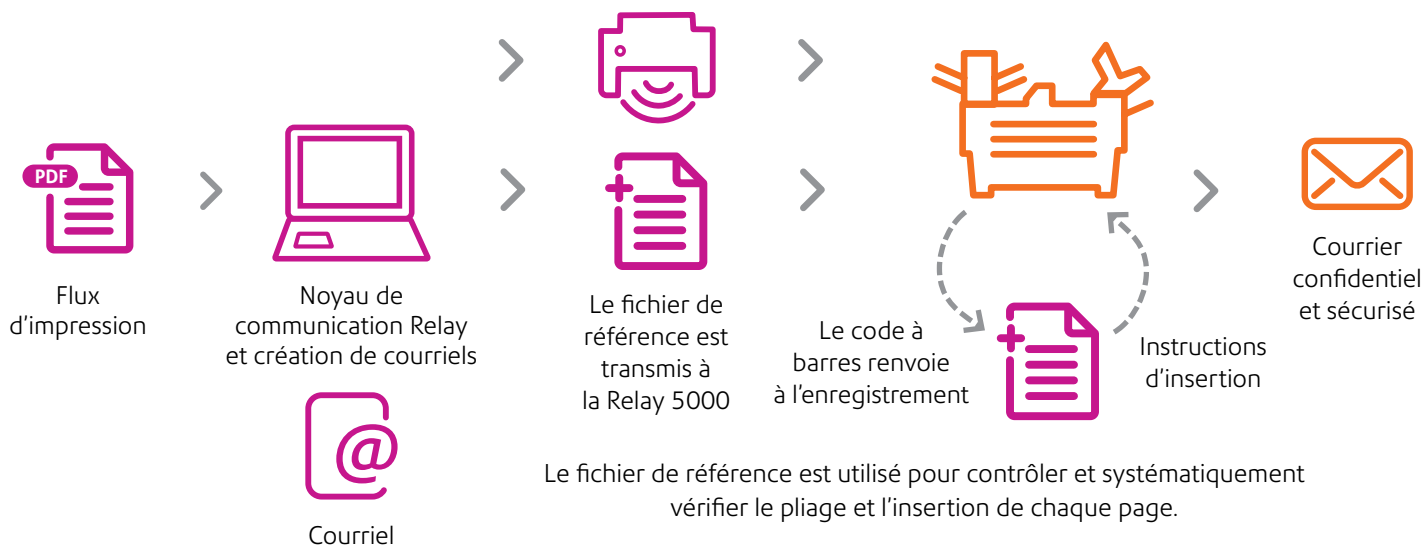 PDF
Flux
d'impression
Noyau de
communication Relay
et création de courriels
@
Courriel
Le fichier de
référence est
transmis à
la Relay 5000
Le code à
barres renvoie
à l'enregistrement
Instructions
d'insertion
Courrier
confidentiel
et sécurisé
Le fichier de référence est utilisé pour contrôler et systématiquement
vérifier le pliage et l'insertion de chaque page.